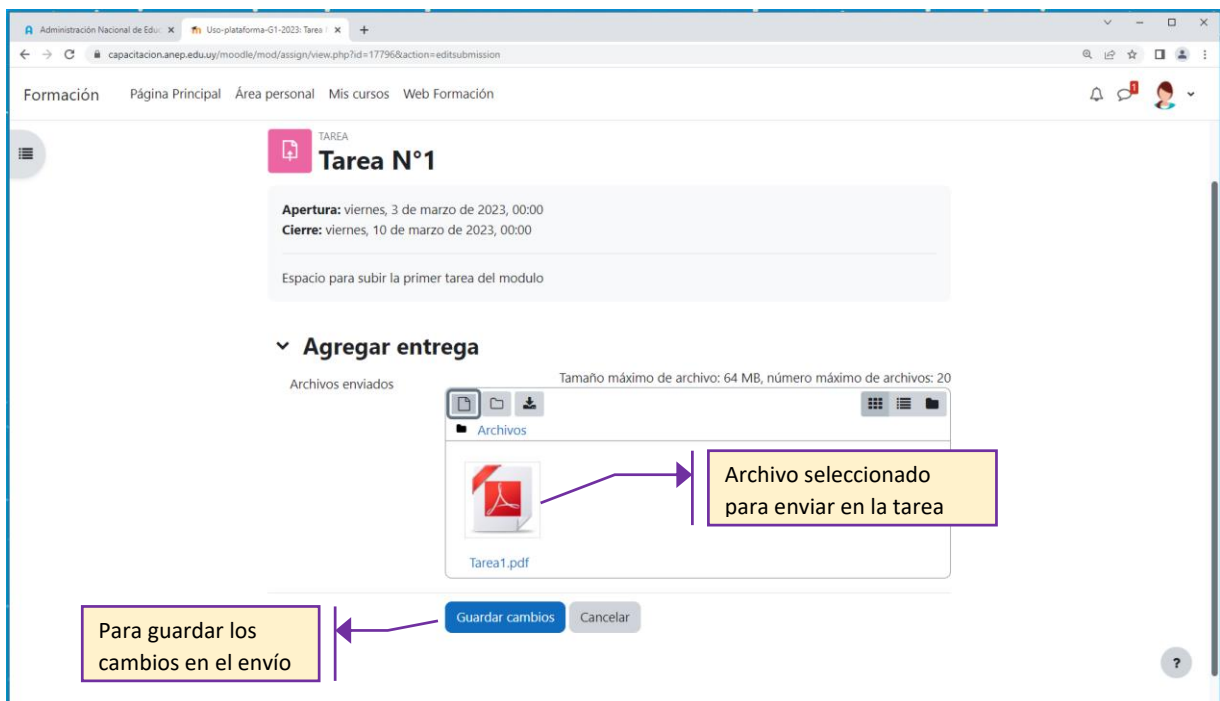 Administración Nacional de Educ
Uso-plataforma-G1-2023: Tarea
capacitacion.anep.edu.uy/moodle/mod/assign/view.php?id=17796&action=editsubmission
Formación Página Principal Área personal Mis cursos Web Formación
1
TAREA
Tarea N°1
Apertura: viernes, 3 de marzo de 2023, 00:00
Cierre: viernes, 10 de marzo de 2023, 00:00
Espacio para subir la primer tarea del modulo
Agregar entrega
Archivos enviados
Tamaño máximo de archivo: 64 MB, número máximo de archivos: 20
Archivos
Archivo seleccionado
para enviar en la tarea
Tarea1.pdf
Guardar cambios Cancelar
Para guardar los
cambios en el envío
?